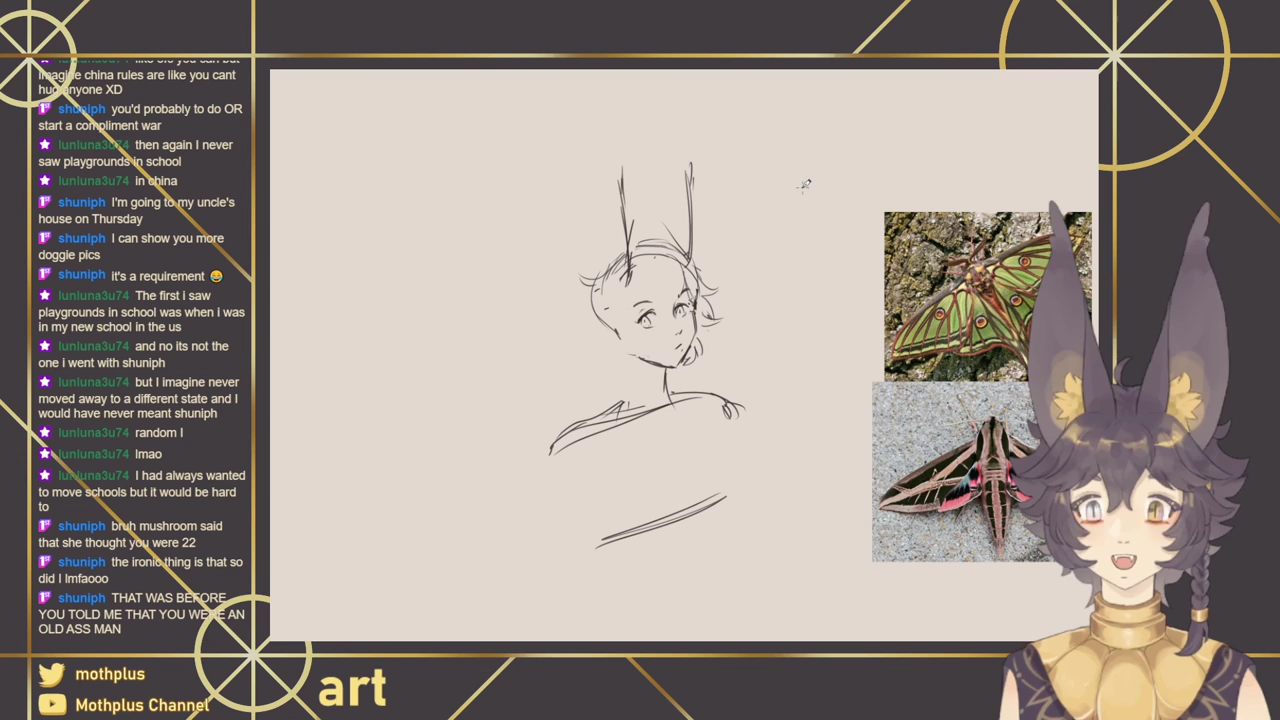 like 5.6 you can but
imagine china rules are like you cant
hug anyone XD
shuniph you'd probably to do OR
start a compliment war
lunluna3u74 then again I never
saw playgrounds in school
lunluna3u74 in china
shuniph I'm going to my uncle's
house on Thursday
shuniph I can show you more
doggie pics
shuniph it's a requirement 😂
lunluna3u74 The first i saw
playgrounds in school was when i was
in my new school in the us
lunluna3u74 and no its not the
one i went with shuniph
lunluna3u74 but I imagine never
moved away to a different state and I
would have never meant shuniph
lunluna3u74 random I
lunluna3u74 lmao
lunluna3u74 I had always wanted
to move schools but it would be hard
to
shuniph bruh mushroom said
that she thought you were 22
shuniph the ironic thing is that so
did I lmfaooo
shuniph THAT WAS BEFORE
YOU TOLD ME THAT YOU WERE AN
OLD ASS MAN
mothplus
Mothplus Channel
art